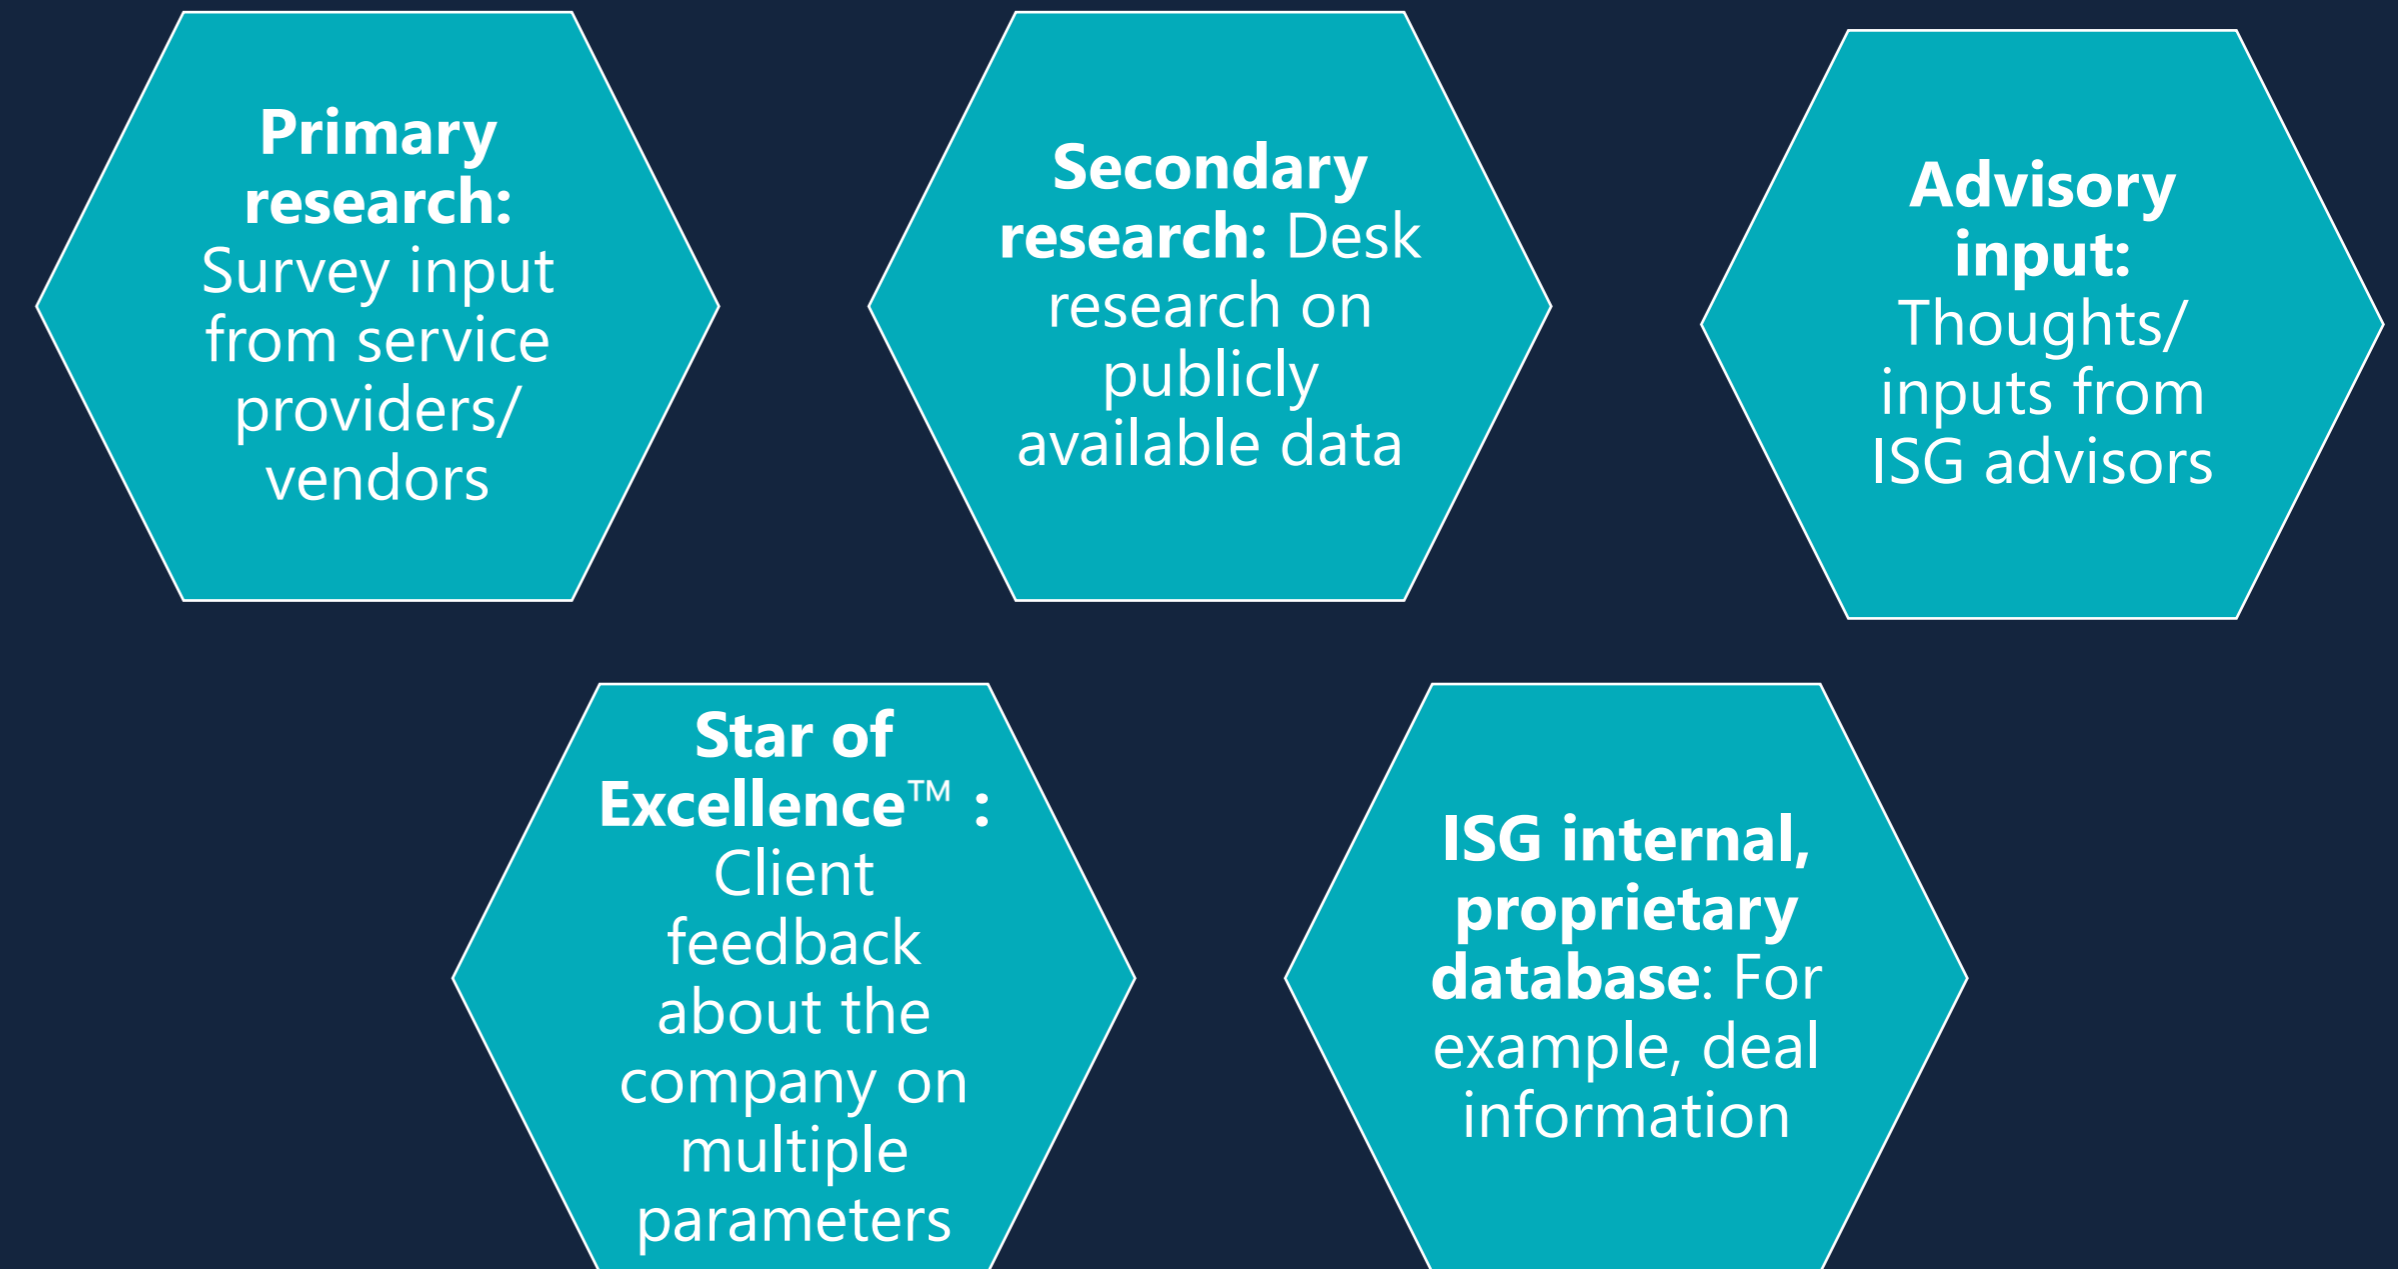 Primary
research:
Survey input
from service
providers/
vendors
Secondary
research: Desk
research on
publicly
available data
Advisory
input:
Thoughts/
inputs from
ISG advisors
Star of
Excellence™ :
Client
feedback
about the
company on
multiple
parameters
ISG internal,
proprietary
database: For
example, deal
information